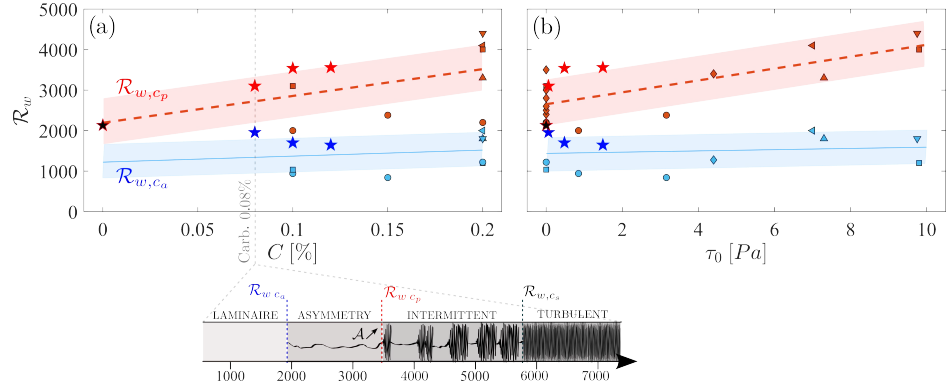 5000
4000
3000
2000
1000
0
ℛ_w
(a)
ℛ_{w,c_p}
ℛ_{w,c_a}
Carb. 0.08%
0
0.05
0.1
0.15
0.2
C [%]
(b)
0
2
4
6
8
10
τ_0 [Pa]
ℛ_{w c_a}
ℛ_{w c_p}
ℛ_{w,c_s}
LAMINAIRE
ASYMMETRY
INTERMITTENT
TURBULENT
𝒜
1000
2000
3000
4000
5000
6000
7000